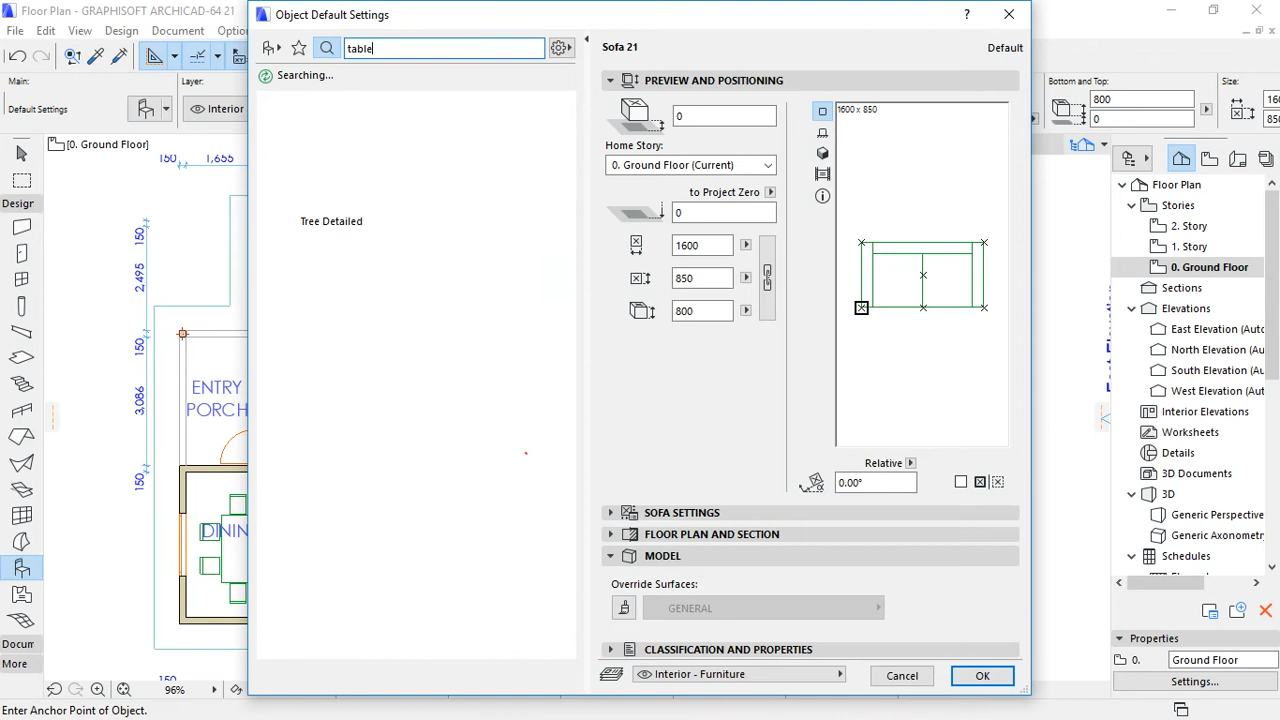 Floor Plan - GRAPHISOFT ARCHICAD-64 21
File Edit View Design
Main:
Layer:
Default Settings
Interior
[0. Ground Floor]
Object Default Settings
?
table
Searching...
Tree Detailed
Sofa 21
Default
PREVIEW AND POSITIONING
0
Home Story:
0. Ground Floor (Current)
to Project Zero
0
1600
850
800
1600 x 850
Relative
0.00°
SOFA SETTINGS
FLOOR PLAN AND SECTION
MODEL
Override Surfaces:
GENERAL
CLASSIFICATION AND PROPERTIES
Interior - Furniture
Cancel
OK
Bottom and Top:
Size:
800
0
1600
850
Design
Docum
More
150
1,655
150
2,495
150
3,086
150
ENTRY
PORCH
DININ
Floor Plan
Stories
2. Story
1. Story
0. Ground Floor
Sections
Elevations
East Elevation (Auto
North Elevation (Au
South Elevation (Au
West Elevation (Aut
Interior Elevations
Worksheets
Details
3D Documents
3D
Generic Perspective
Generic Axonometry
Schedules
Properties
0.
Ground Floor
Settings...
96%
Enter Anchor Point of Object.